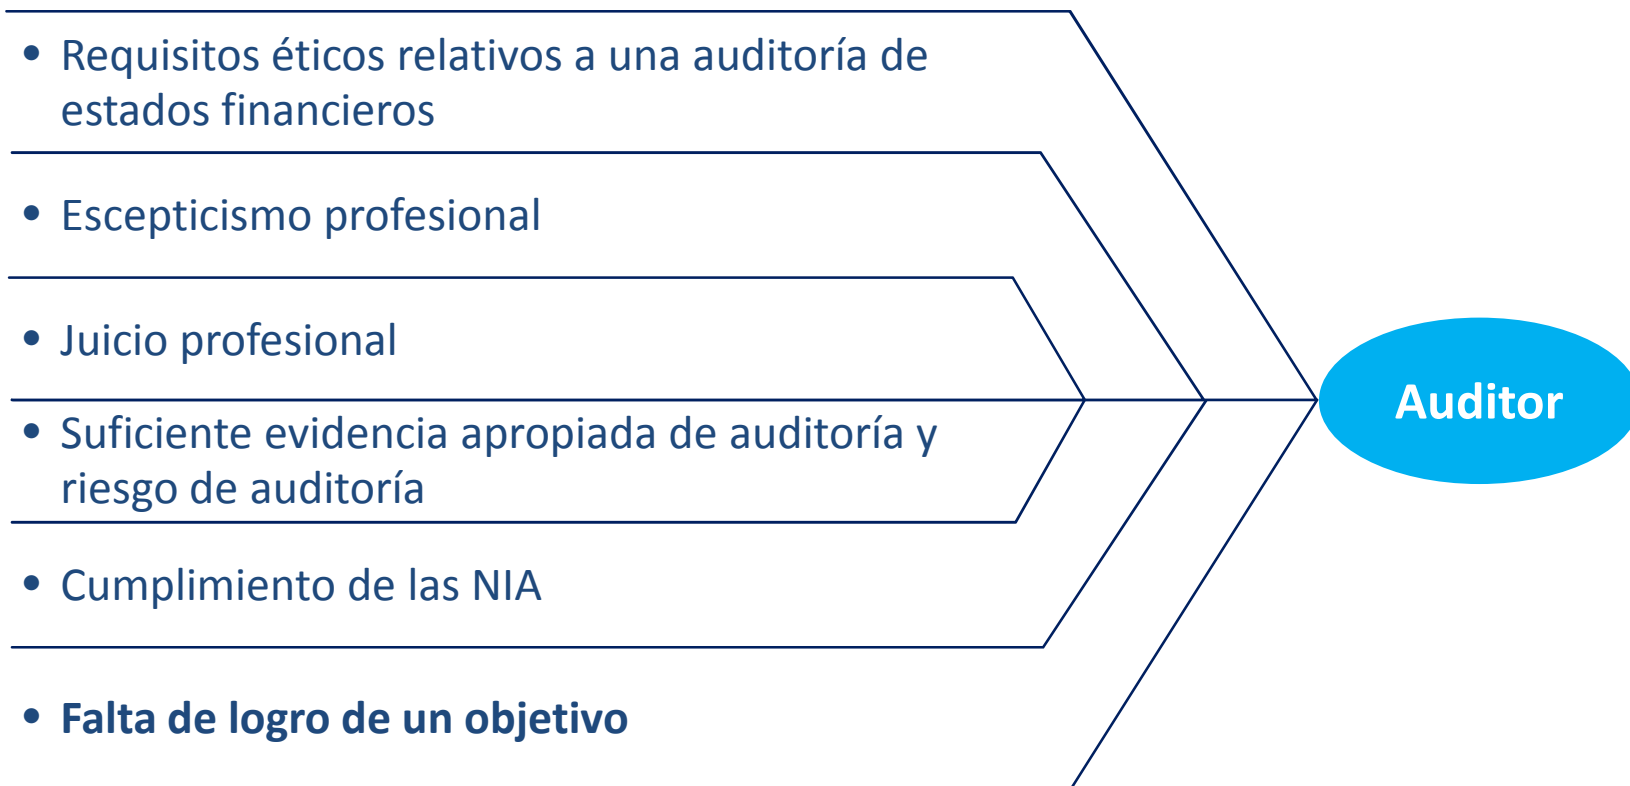 • Requisitos éticos relativos a una auditoría de
estados financieros
• Escepticismo profesional
• Juicio profesional
• Suficiente evidencia apropiada de auditoría y
riesgo de auditoría
• Cumplimiento de las NIA
• Falta de logro de un objetivo
Auditor